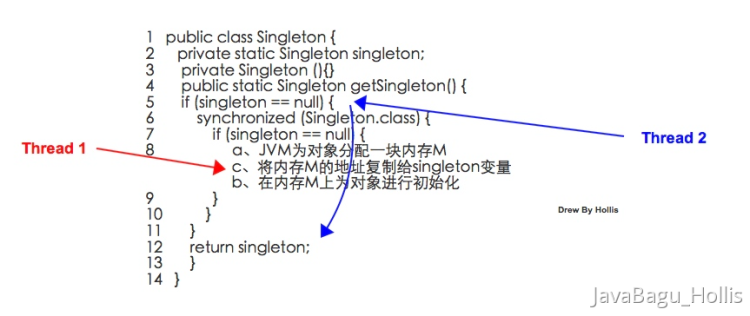 1 public class Singleton {
2 private static Singleton singleton;
3 private Singleton (){}
4 public static Singleton getSingleton() {
5 if (singleton == null) {
6 synchronized (Singleton.class) {
7 if (singleton == null) {
8 a、JVM为对象分配一块内存M
c、将内存M的地址复制给singleton变量
b、在内存M上为对象进行初始化
9 }
10 }
11 }
12 return singleton;
13 }
14 }
Thread 1
Thread 2
Drew By Hollis
JavaBagu_Hollis